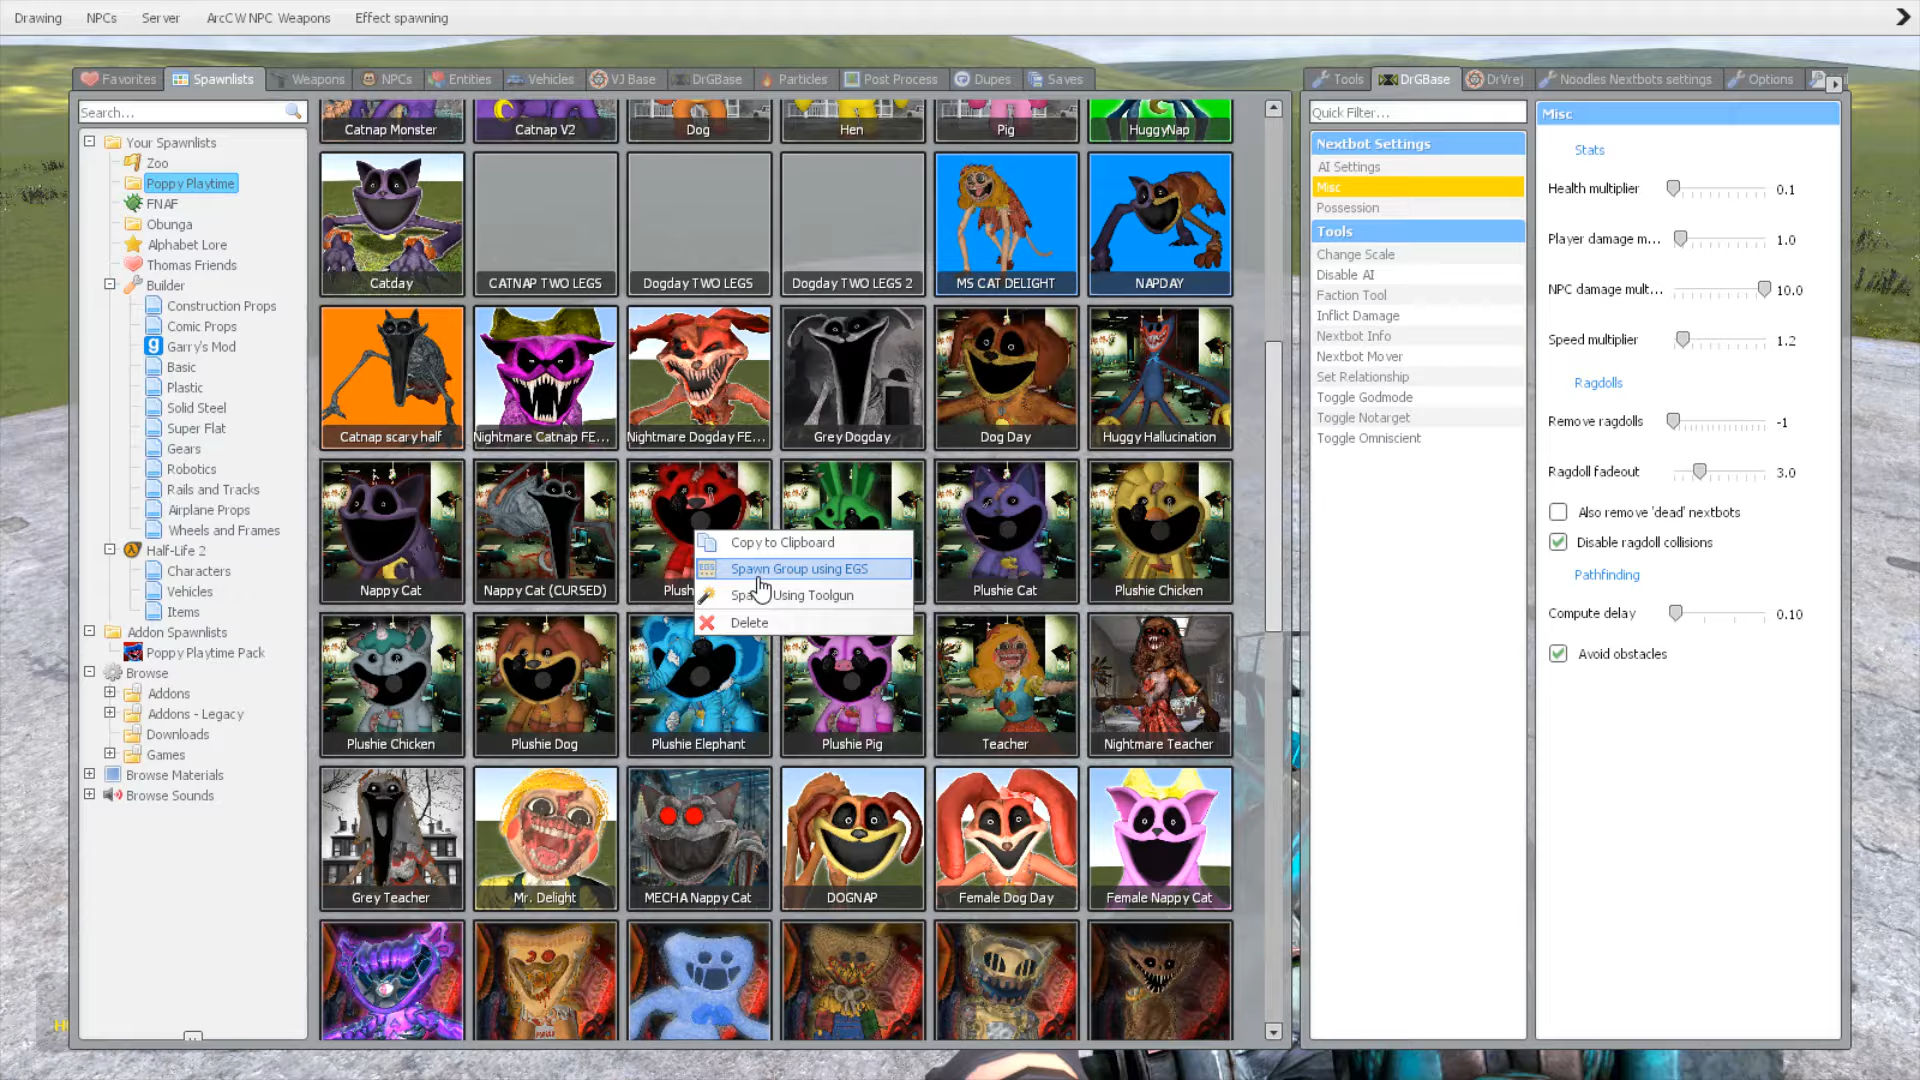 Drawing NPCs Server ArcCW NPC Weapons Effect spawning
Favorites Spawnlists Weapons NPCs Entities Vehicles VJ Base DrGBase Particles Post Process Dupes Saves
Search...
Your Spawnlists
Zoo
Poppy Playtime
FNAF
Obunga
Alphabet Lore
Thomas Friends
Builder
Construction Props
Comic Props
Garry's Mod
Basic
Plastic
Solid Steel
Super Flat
Gears
Robotics
Rails and Tracks
Airplane Props
Wheels and Frames
Half-Life 2
Characters
Vehicles
Items
Addon Spawnlists
Poppy Playtime Pack
Browse
Addons
Addons - Legacy
Downloads
Games
Browse Materials
Browse Sounds
Catnap Monster Catnap V2 Dog Hen Pig HuggyNap
Catday CATNAP TWO LEGS Dogday TWO LEGS Dogday TWO LEGS 2 MS CAT DELIGHT NAPDAY
Catnap scary half Nightmare Catnap FE... Nightmare Dogday FE... Grey Dogday Dog Day Huggy Hallucination
Nappy Cat Nappy Cat (CURSED) Plushie Cat Plushie Chicken
Copy to Clipboard
EGS Spawn Group using EGS
Using Toolgun
Delete
Plushie Chicken Plushie Dog Plushie Elephant Plushie Pig Teacher Nightmare Teacher
Grey Teacher Mr. Delight MECHA Nappy Cat DOGNAP Female Dog Day Female Nappy Cat
Tools DrGBase DrVrej Noodles Nextbots settings Options
Quick Filter...
Nextbot Settings
AI Settings
Misc
Possession
Tools
Change Scale
Disable AI
Faction Tool
Inflict Damage
Nextbot Info
Nextbot Mover
Set Relationship
Toggle Godmode
Toggle Notarget
Toggle Omniscient
Misc
Stats
Health multiplier 0.1
Player damage m... 1.0
NPC damage mult... 10.0
Speed multiplier 1.2
Ragdolls
Remove ragdolls -1
Ragdoll fadeout 3.0
Also remove 'dead' nextbots
Disable ragdoll collisions
Pathfinding
Compute delay 0.10
Avoid obstacles